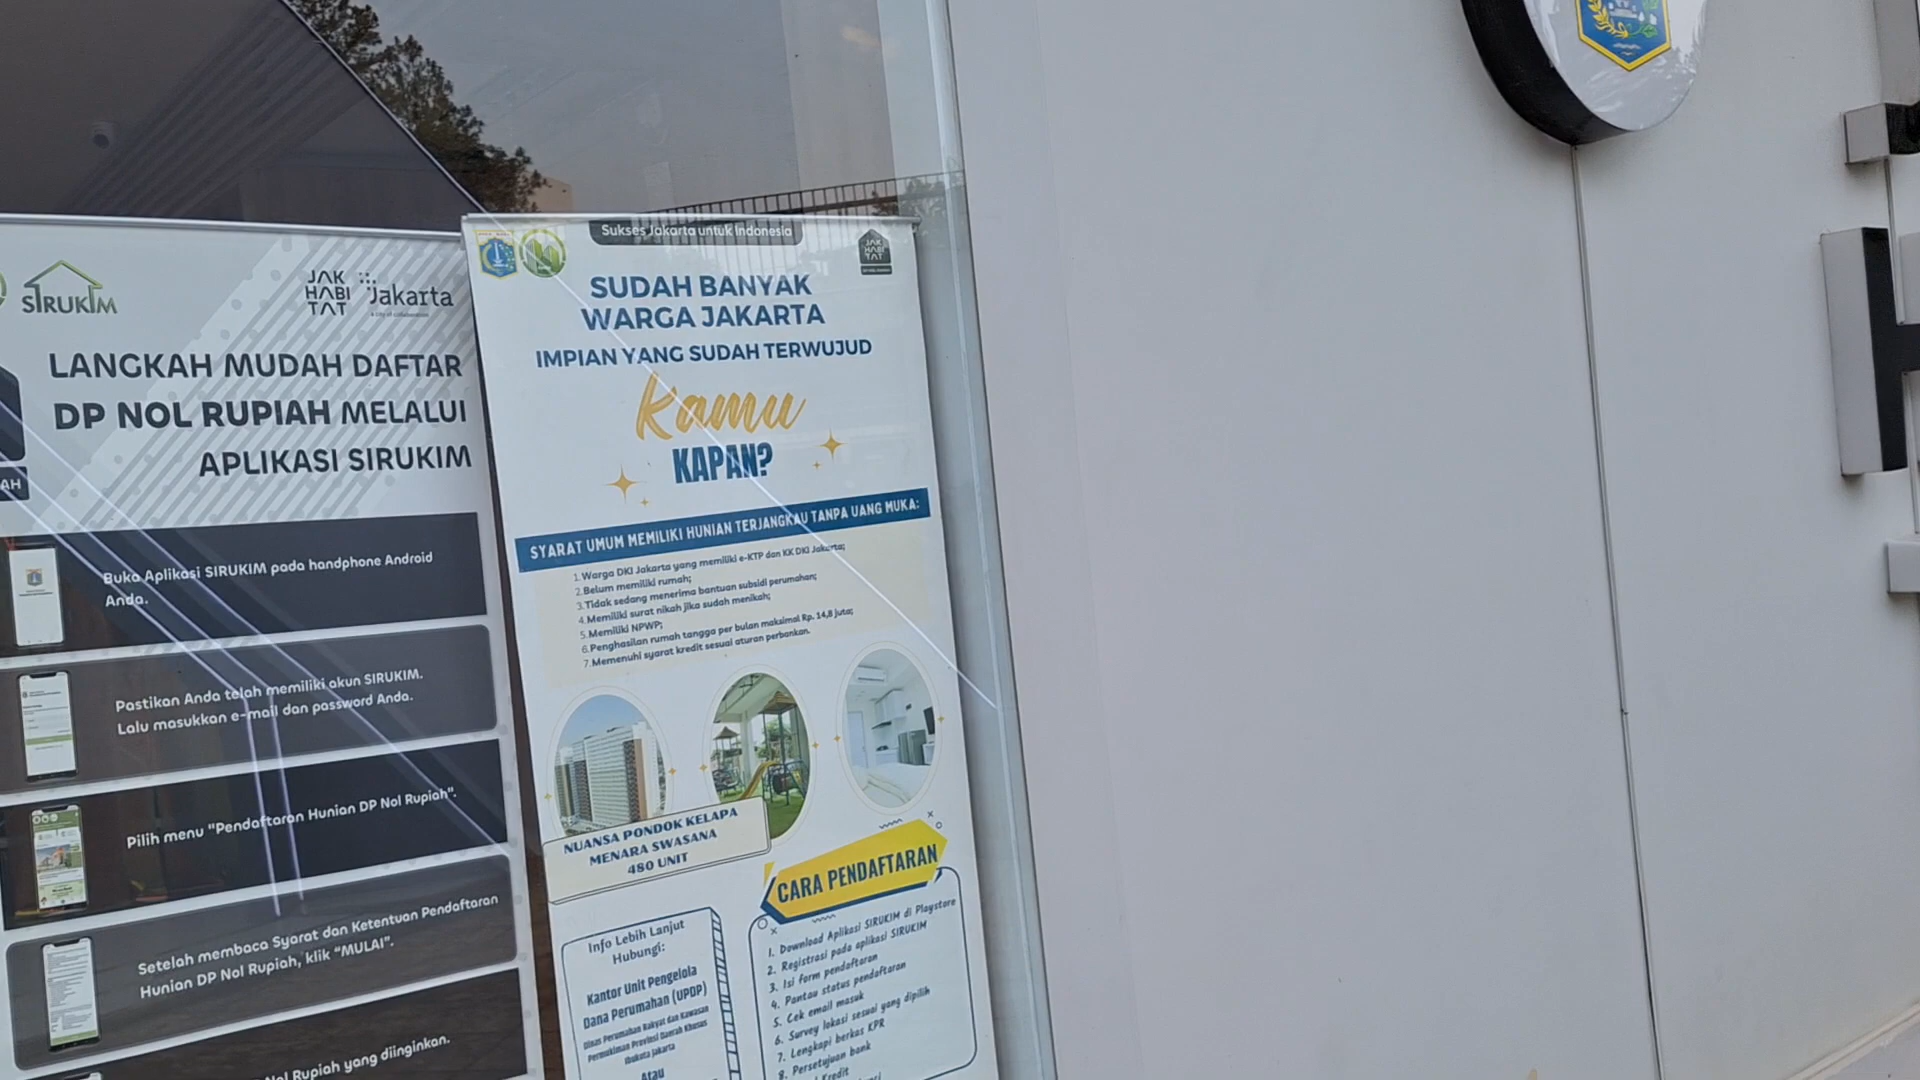 SIRUKIM
JAK
HABI
TAT
Jakarta
LANGKAH MUDAH DAFTAR
DP NOL RUPIAH MELALUI
APLIKASI SIRUKIM
AH
Buka Aplikasi SIRUKIM pada handphone Android
Anda.
Pastikan Anda telah memiliki akun SIRUKIM.
Lalu masukkan e-mail dan password Anda.
Pilih menu "Pendaftaran Hunian DP Nol Rupiah".
Setelah membaca Syarat dan Ketentuan Pendaftaran
Hunian DP Nol Rupiah, klik "MULAI".
Nol Rupiah yang diinginkan.
Sukses Jakarta untuk Indonesia
JAK
HABI
TAT
SUDAH BANYAK
WARGA JAKARTA
IMPIAN YANG SUDAH TERWUJUD
Kamu
KAPAN?
SYARAT UMUM MEMILIKI HUNIAN TERJANGKAU TANPA UANG MUKA:
1. Warga DKI Jakarta yang memiliki e-KTP dan KK DKI Jakarta;
2. Belum memiliki rumah;
3. Tidak sedang menerima bantuan subsidi perumahan;
4. Memiliki surat nikah jika sudah menikah;
5. Memiliki NPWP;
6. Penghasilan rumah tangga per bulan maksimal Rp. 14,8 juta;
7. Memenuhi syarat kredit sesuai aturan perbankan.
NUANSA PONDOK KELAPA
MENARA SWASANA
480 UNIT
Info Lebih Lanjut
Hubungi:
Kantor Unit Pengelola
Dana Perumahan (UPDP)
Dinas Perumahan Rakyat dan Kawasan
Permukiman Provinsi Daerah Khusus
Ibukota Jakarta
Atau
CARA PENDAFTARAN
1. Download Aplikasi SIRUKIM di Playstore
2. Registrasi pada aplikasi SIRUKIM
3. Isi form pendaftaran
4. Pantau status pendaftaran
5. Cek email masuk
6. Survey lokasi sesuai yang dipilih
7. Lengkapi berkas KPR
8. Persetujuan bank
Kredit